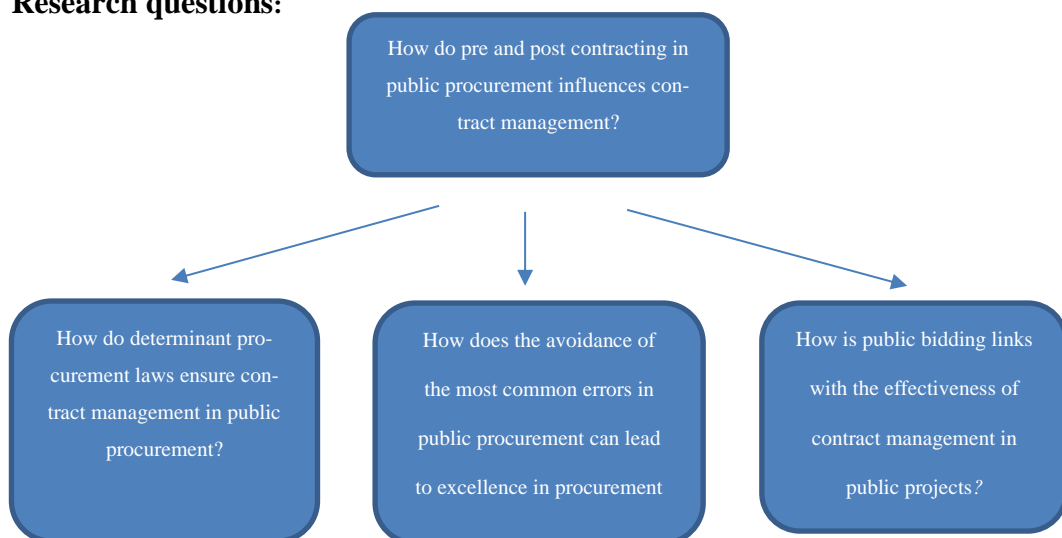 Research questions:
How do pre and post contracting in
public procurement influences con-
tract management?
How do determinant pro-
curement laws ensure con-
tract management in public
procurement?
How does the avoidance of
the most common errors in
public procurement can lead
to excellence in procurement
How is public bidding links
with the effectiveness of
contract management in
public projects?